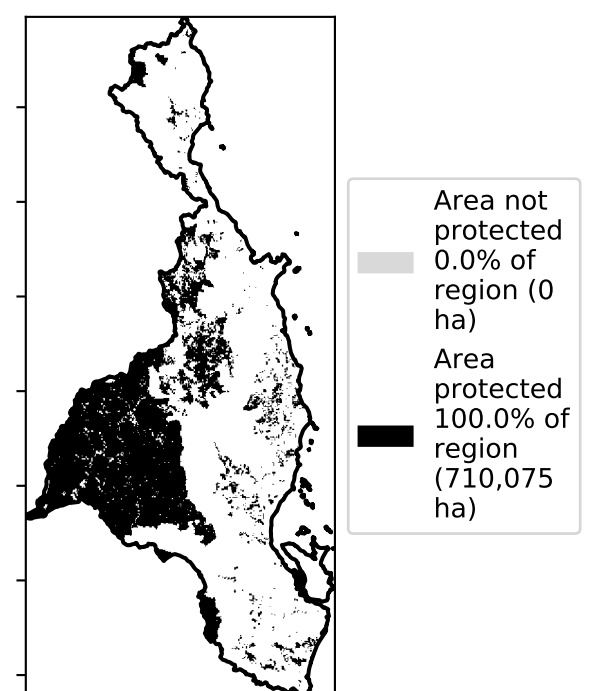 Area not
protected
0.0% of
region (0
ha)
Area
protected
100.0% of
region
(710,075
ha)